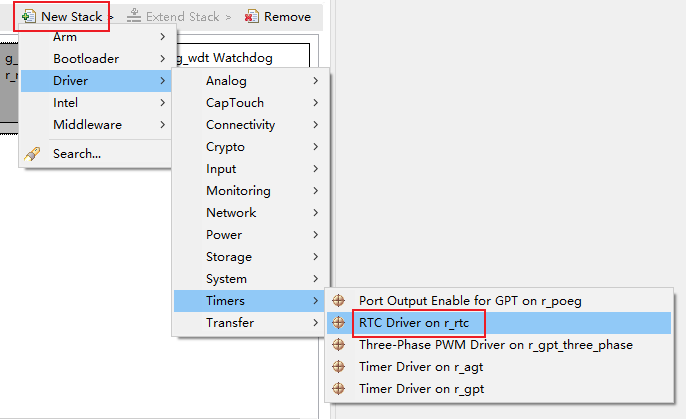 New Stack > Extend Stack > Remove
Arm
Bootloader
Driver
Intel
Middleware
Search...
g_
r_r
g_wdt Watchdog
Analog
CapTouch
Connectivity
Crypto
Input
Monitoring
Network
Power
Storage
System
Timers
Transfer
Port Output Enable for GPT on r_poeg
RTC Driver on r_rtc
Three-Phase PWM Driver on r_gpt_three_phase
Timer Driver on r_agt
Timer Driver on r_gpt